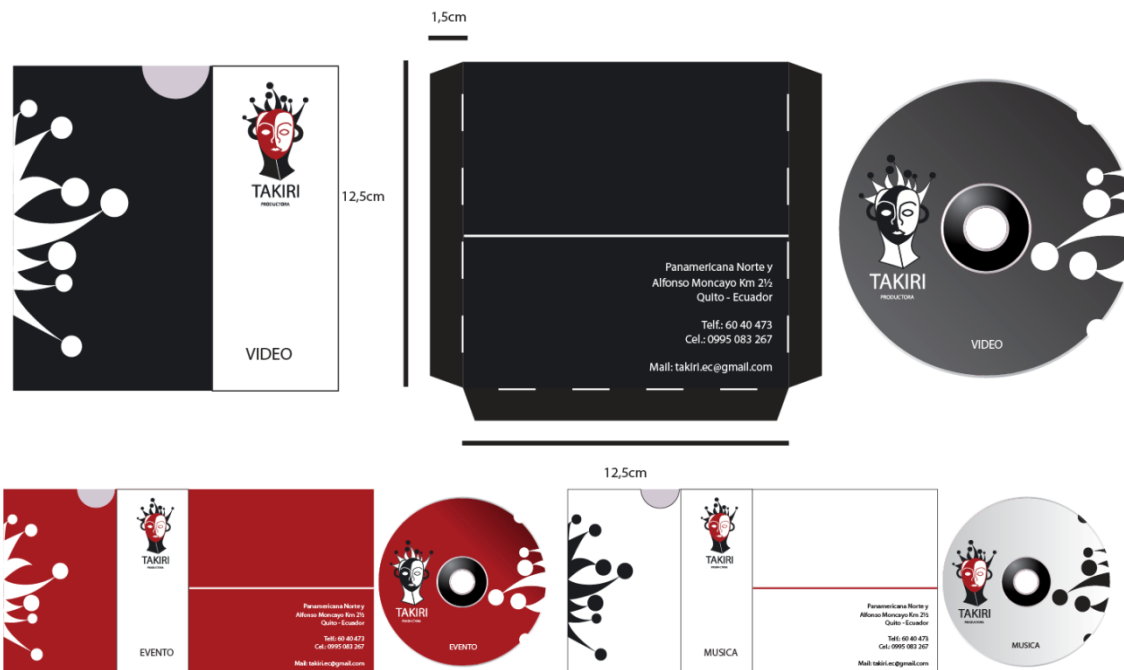 1,5cm
TAKIRI
PRODUCTORA
VIDEO
12,5cm
Panamericana Norte y
Alfonso Moncayo Km 2½
Quito - Ecuador
Telf.: 60 40 473
Cel.: 0995 083 267
Mail: takiri.ec@gmail.com
12,5cm
TAKIRI
PRODUCTORA
VIDEO
TAKIRI
PRODUCTORA
EVENTO
Panamericana Norte y
Alfonso Moncayo Km 2½
Quito - Ecuador
Telf.: 60 40 473
Cel.: 0995 083 267
Mail: takiri.ec@gmail.com
TAKIRI
PRODUCTORA
EVENTO
TAKIRI
PRODUCTORA
MUSICA
Panamericana Norte y
Alfonso Moncayo Km 2½
Quito - Ecuador
Telf.: 60 40 473
Cel.: 0995 083 267
Mail: takiri.ec@gmail.com
TAKIRI
PRODUCTORA
MUSICA